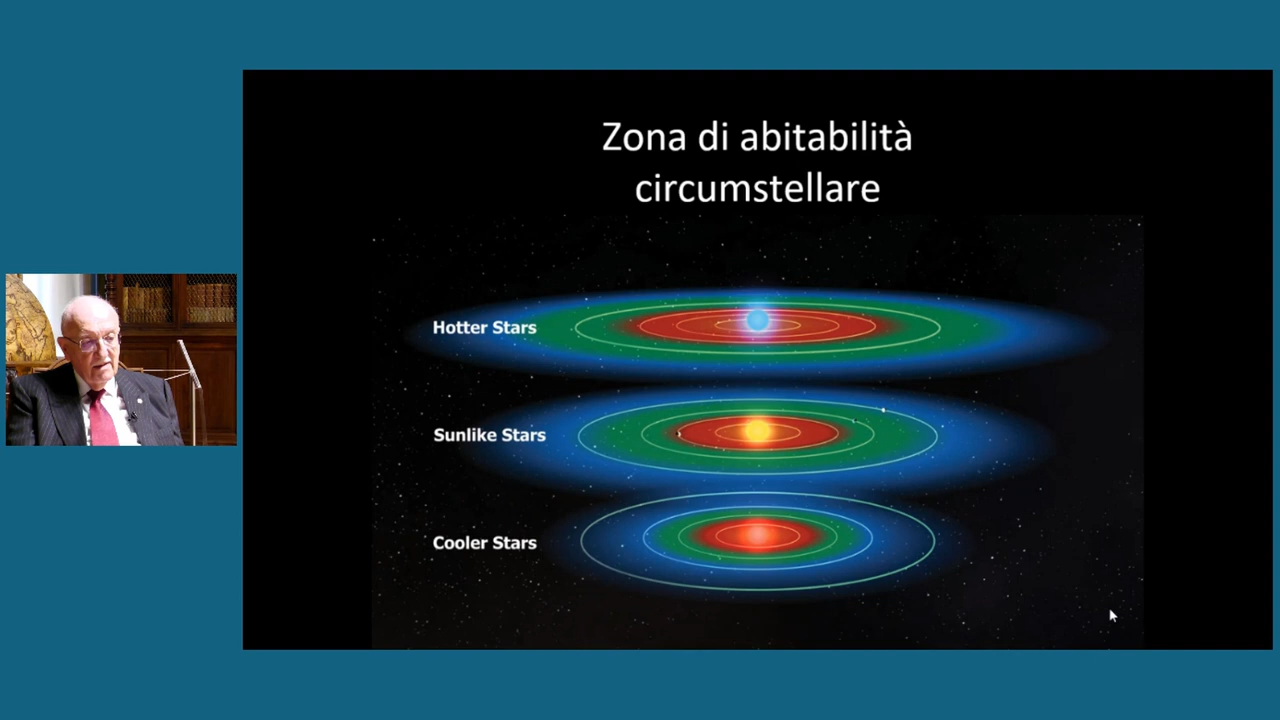 Zona di abitabilità
circumstellare
Hotter Stars
Sunlike Stars
Cooler Stars